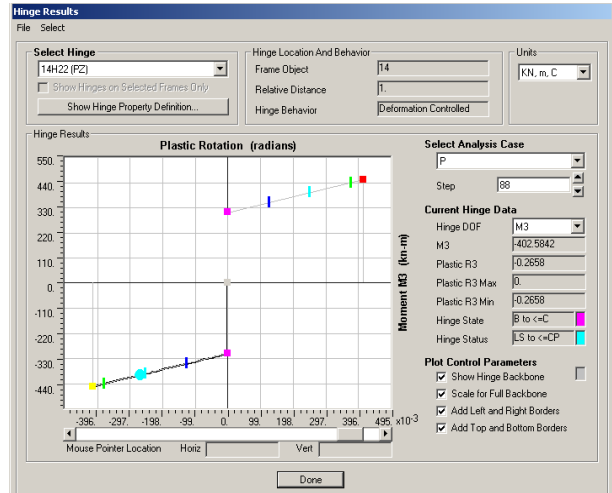 Hinge Results
File Select
Select Hinge
14H22 (PZ)
Show Hinges on Selected Frames Only
Show Hinge Property Definition...
Hinge Location And Behavior
Frame Object 14
Relative Distance 1.
Hinge Behavior Deformation Controlled
Units
KN, m, C
Hinge Results
Plastic Rotation (radians)
550.
440.
330.
220.
110.
0.
-110.
-220.
-330.
-440.
-396. -297. -198. -99. 0. 99. 198. 297. 396. 495. x10^-3
Moment M3 (kn-m)
Mouse Pointer Location Horiz Vert
Select Analysis Case
P
Step 88
Current Hinge Data
Hinge DOF M3
M3 -402.5842
Plastic R3 -0.2658
Plastic R3 Max 0.
Plastic R3 Min -0.2658
Hinge State B to <=C
Hinge Status LS to <=CP
Plot Control Parameters
Show Hinge Backbone
Scale for Full Backbone
Add Left and Right Borders
Add Top and Bottom Borders
Done